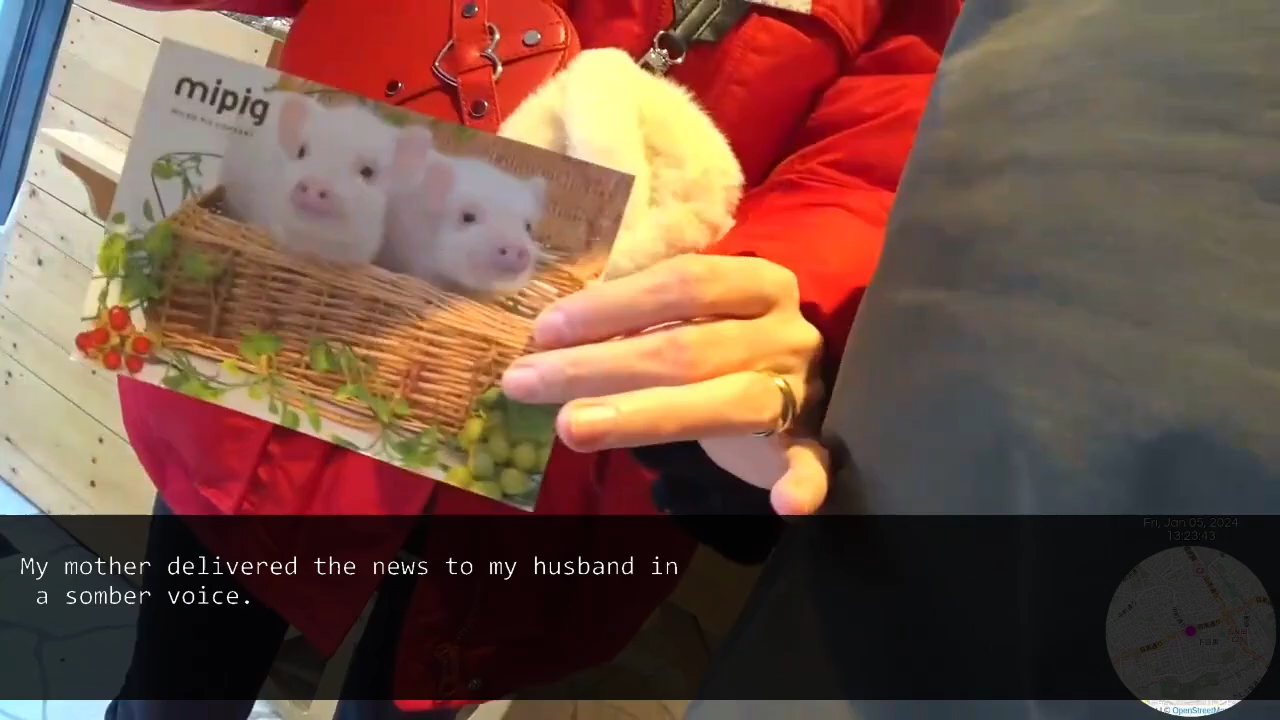 mipig
My mother delivered the news to my husband in
a somber voice.
Fri, Jan 05, 2024
13:23:43
© OpenStreetMa